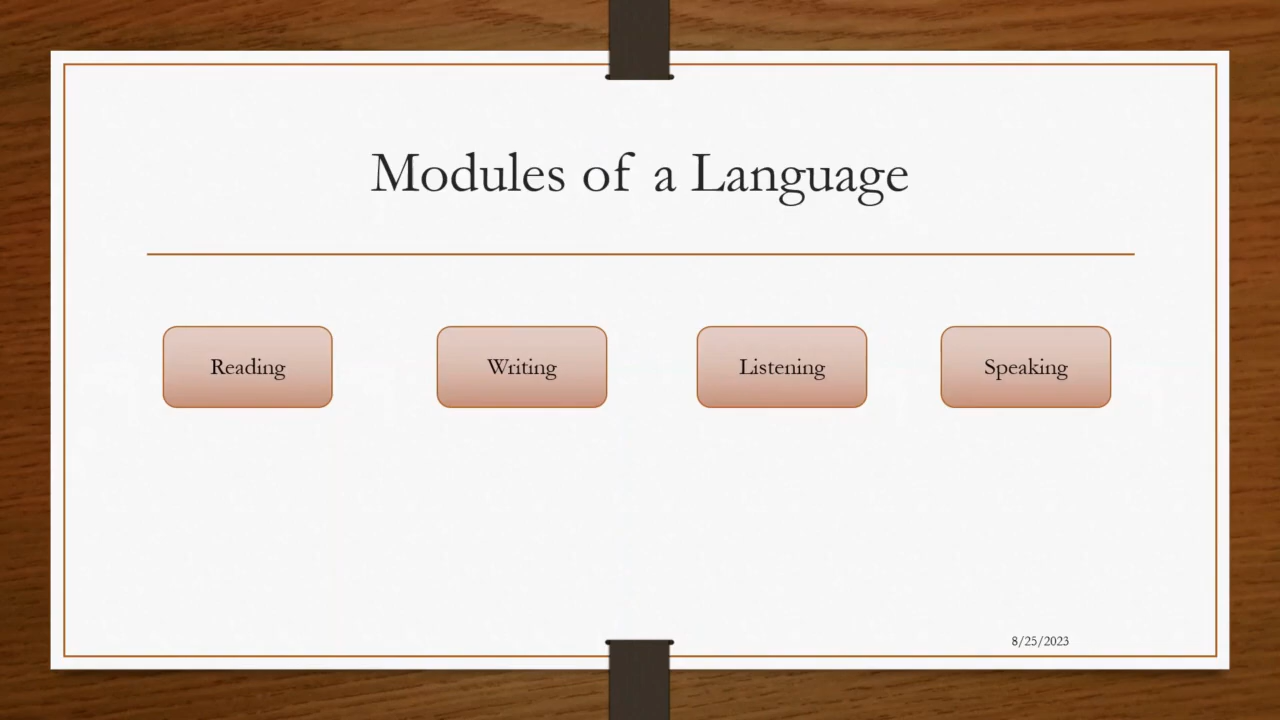 Modules of a Language
Reading
Writing
Listening
Speaking
8/25/2023